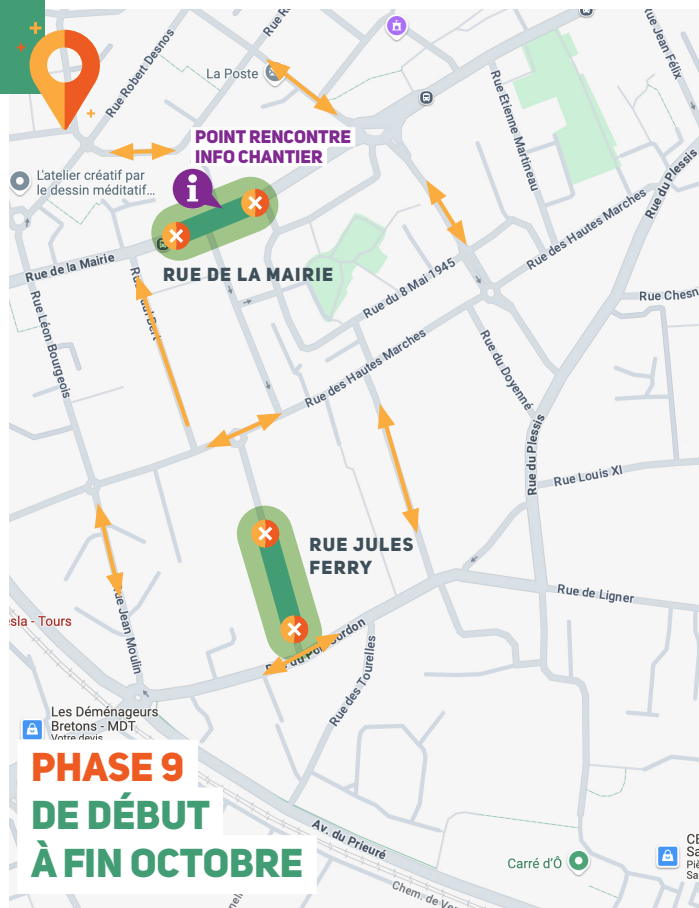 Rue Robert Desnos
La Poste
Rue Jean Félix
Rue Etienne Martineau
Rue du Plessis
POINT RENCONTRE
INFO CHANTIER
i
L'atelier créatif par
le dessin méditatif...
Rue de la Mairie
RUE DE LA MAIRIE
Rue des Hautes Marches
Rue du 8 Mai 1945
Rue Chesn
Rue Léon Bourgeois
Rue des Hautes Marches
Rue du Doyenné
Rue du Plessis
Rue Louis XI
RUE JULES
FERRY
Rue de Ligner
sla - Tours
Rue Jean Moulin
Rue des Tourelles
Les Déménageurs
Bretons - MDT
Votre devis
PHASE 9
DE DÉBUT
À FIN OCTOBRE
Av. du Prieuré
Carré d'Ô
Chem. de Ve